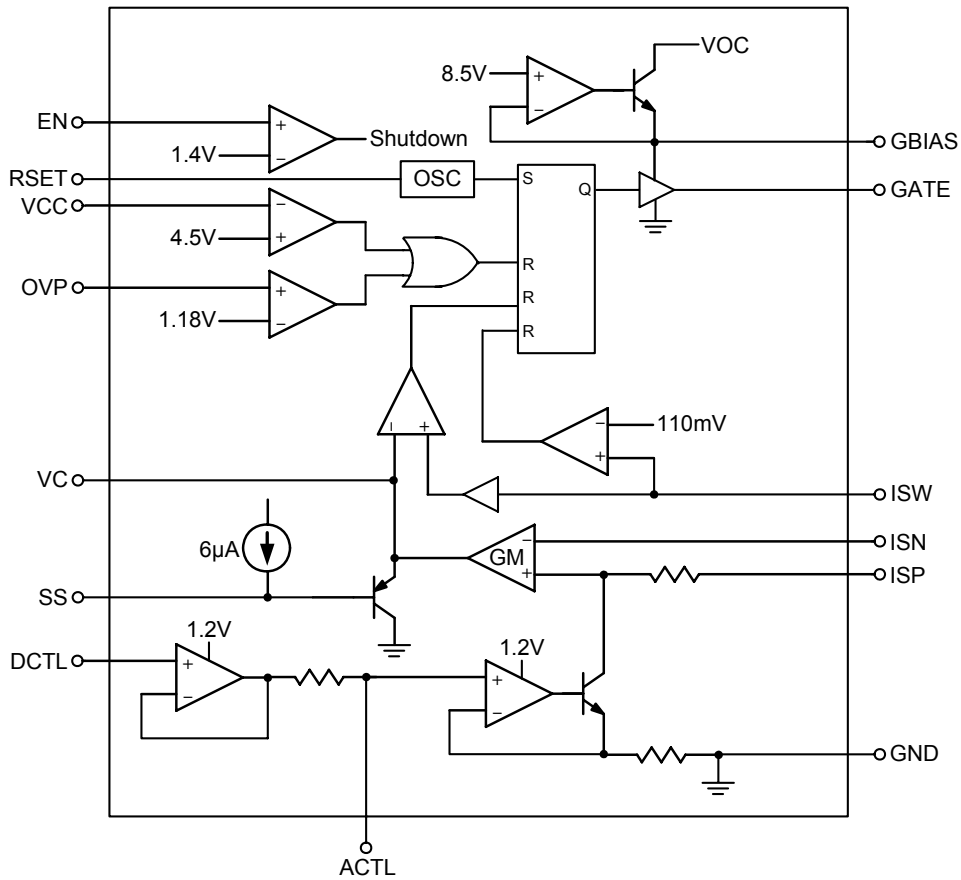 VOC
8.5V
+
−
EN
+
Shutdown
GBIAS
1.4V
−
RSET
OSC
S
Q
GATE
VCC
−
4.5V
+
R
OVP
+
R
1.18V
−
R
−
110mV
− +
+
VC
ISW
6µA
GM
−
ISN
+
ISP
SS
1.2V
1.2V
DCTL
+
+
−
−
GND
ACTL